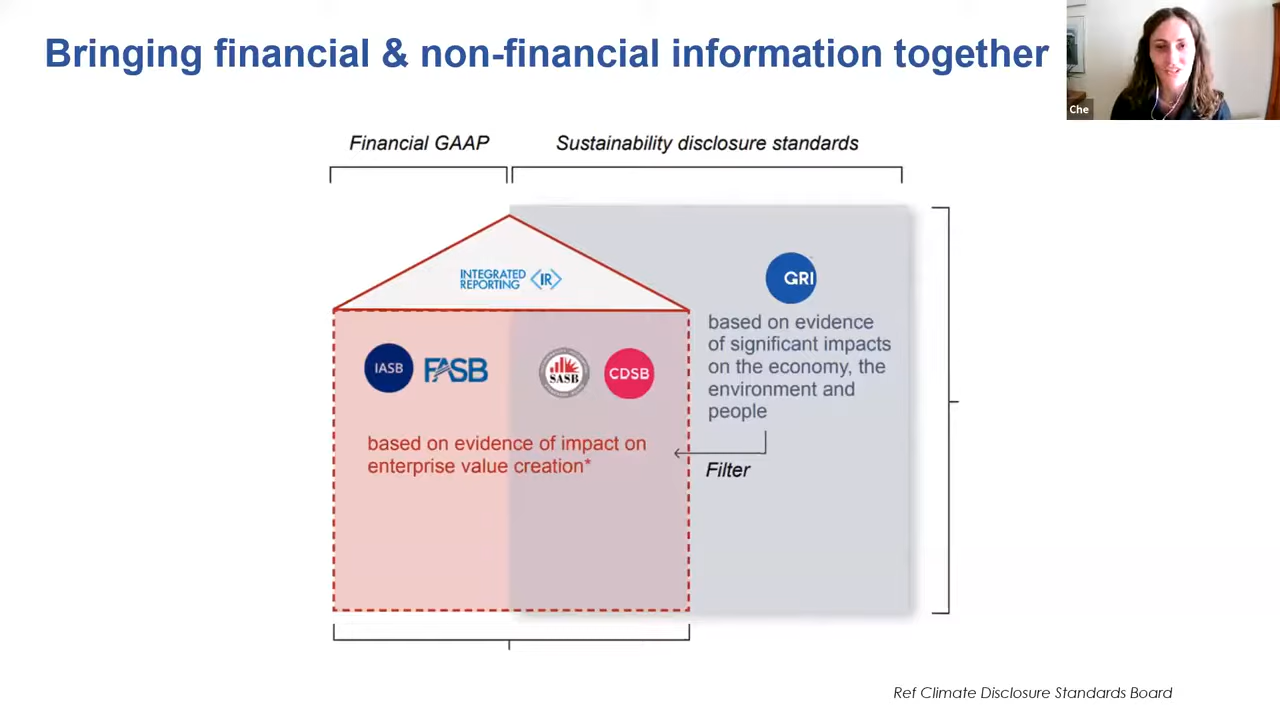 Bringing financial & non-financial information together
Che
Financial GAAP
Sustainability disclosure standards
INTEGRATED
REPORTING
<IR>
GRI
based on evidence
of significant impacts
on the economy, the
environment and
people
IASB
FASB
SASB
CDSB
based on evidence of impact on
enterprise value creation*
Filter
Ref Climate Disclosure Standards Board